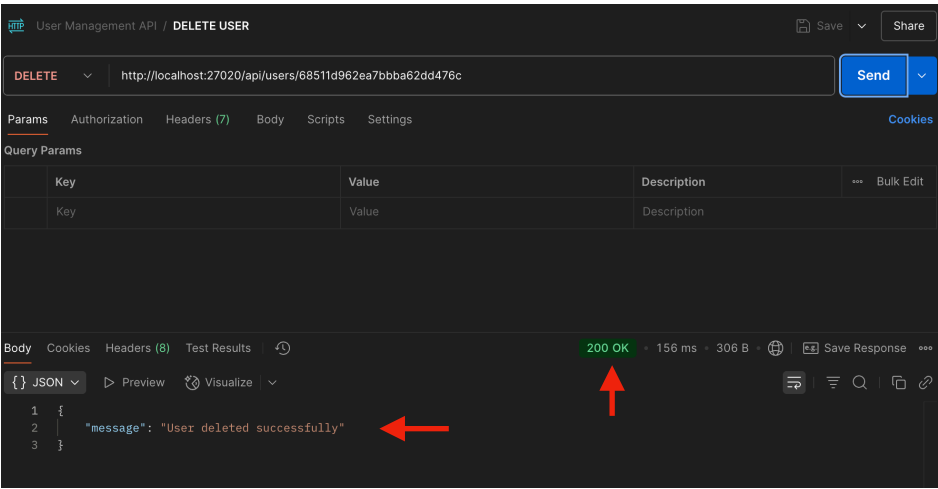 HTTP User Management API / DELETE USER Save Share
DELETE http://localhost:27020/api/users/68511d962ea7bbba62dd476c Send
Params Authorization Headers (7) Body Scripts Settings Cookies
Query Params
Key Value Description Bulk Edit
Key Value Description
Body Cookies Headers (8) Test Results 200 OK 156 ms 306 B e.g. Save Response
{} JSON Preview Visualize
1 {
2 "message": "User deleted successfully"
3 }